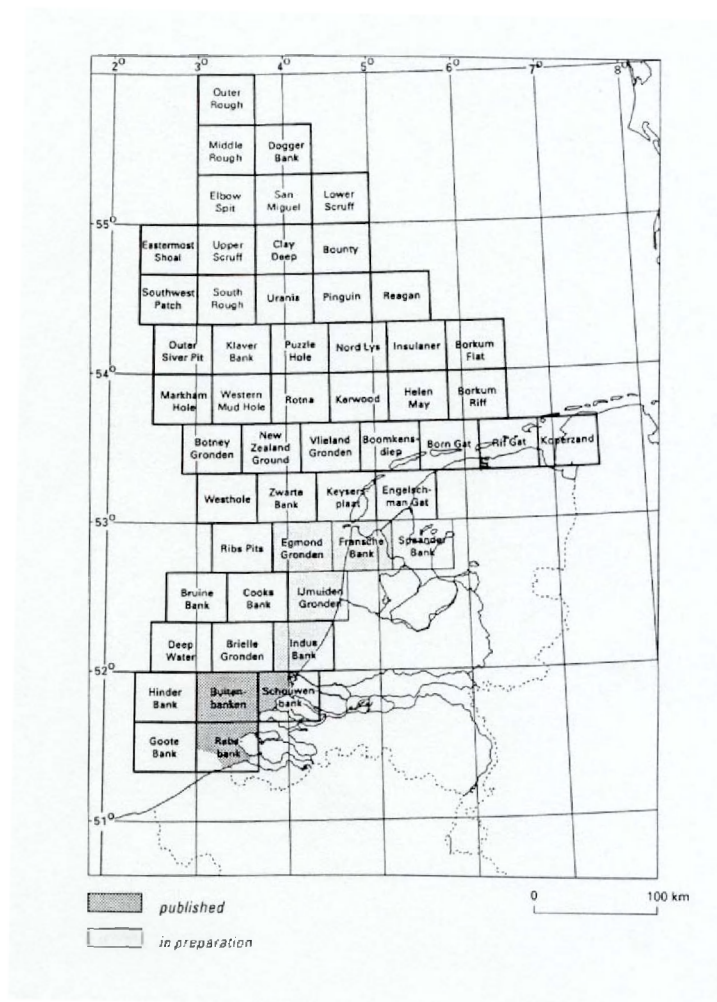 2° 3° 4° 5° 6° 7° 8°
Outer
Rough
Middle
Rough
Dogger
Bank
Elbow
Spit
San
Miguel
Lower
Scruff
55°
Eastermost
Shoal
Upper
Scruff
Clay
Deep
Bounty
Southwest
Patch
South
Rough
Urania
Pinguin
Reagan
Outer
Silver Pit
Klaver
Bank
Puzzle
Hole
Nord Lys
Insulaner
Borkum
Flat
54°
Markham
Hole
Western
Mud Hole
Rotna
Kerwood
Helen
May
Borkum
Riff
Botney
Gronden
New
Zealand
Ground
Vlieland
Gronden
Boomkens-
diep
Born Gat
Rif Gat
Koperzand
Westhole
Zwarte
Bank
Keysers
plaat
Engelsch-
man Gat
53°
Ribs Pits
Egmond
Gronden
Fransche
Bank
Spaander
Bank
Bruine
Bank
Cooks
Bank
IJmuiden
Gronden
Deep
Water
Brielle
Gronden
Indus
Bank
52°
Hinder
Bank
Buiten-
banken
Schouwen-
bank
Goote
Bank
Rabs
bank
51°
published
in preparation
0 100 km